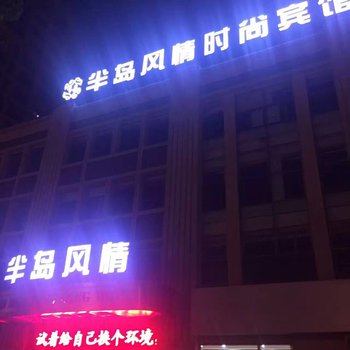 半岛风情时尚宾馆
半岛风情
试着给自己换个环境